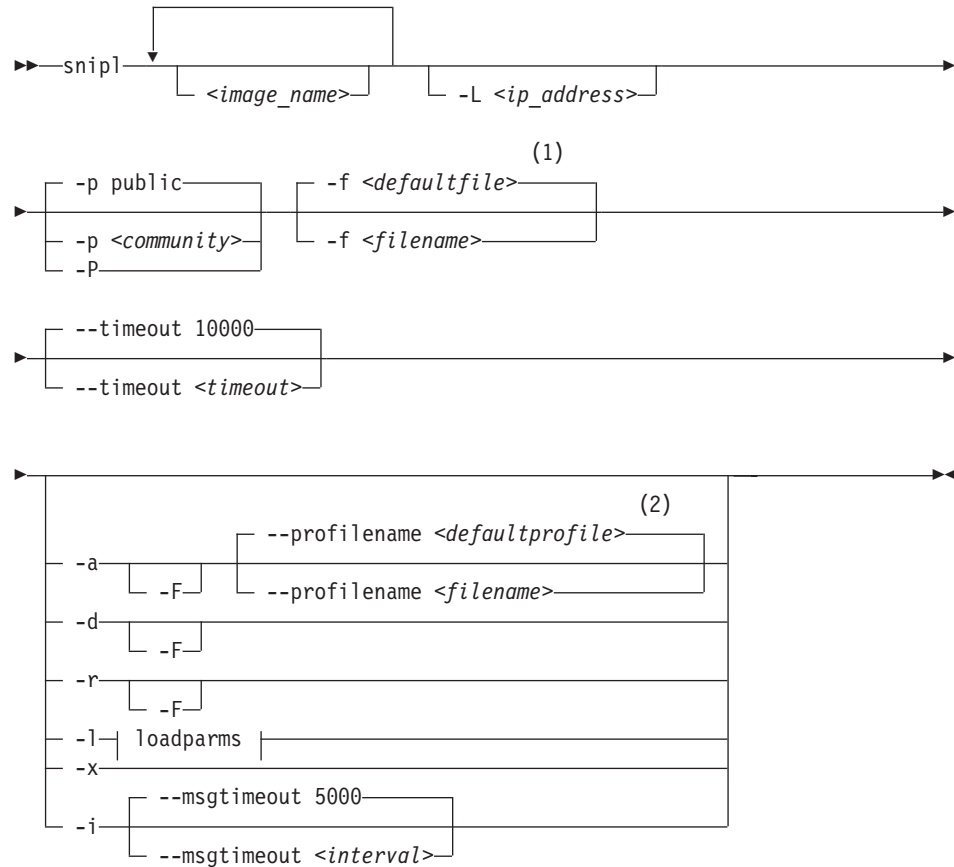 snipl
<image_name> -L <ip_address>
(1)
-p public -f <defaultfile>
-p <community> -f <filename>
-P
--timeout 10000
--timeout <timeout>
(2)
--profilename <defaultprofile>
-a
-F --profilename <filename>
-d
-F
-r
-F
-l loadparms
-x
--msgtimeout 5000
-i
--msgtimeout <interval>